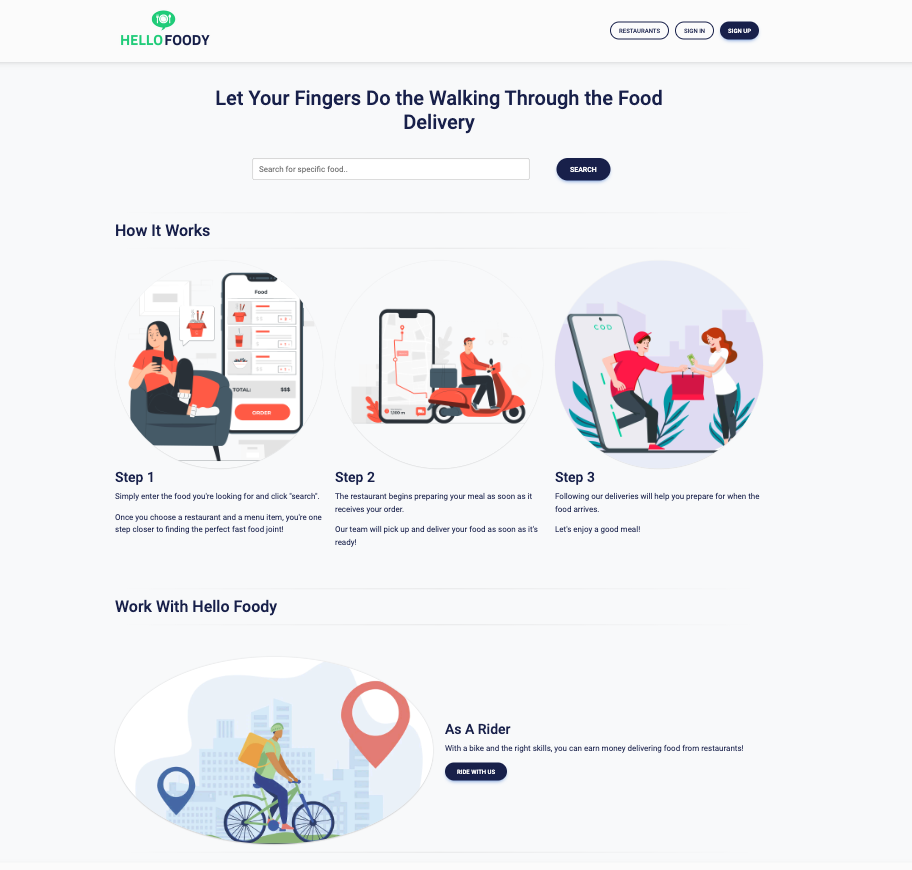 HELLO FOODY
RESTAURANTS
SIGN IN
SIGN UP
Let Your Fingers Do the Walking Through the Food
Delivery
Search for specific food..
SEARCH
How It Works
Food
TOTAL:
$$$
ORDER
1200 m
COD
Step 1
Simply enter the food you're looking for and click "search".
Once you choose a restaurant and a menu item, you're one
step closer to finding the perfect fast food joint!
Step 2
The restaurant begins preparing your meal as soon as it
receives your order.
Our team will pick up and deliver your food as soon as it's
ready!
Step 3
Following our deliveries will help you prepare for when the
food arrives.
Let's enjoy a good meal!
Work With Hello Foody
As A Rider
With a bike and the right skills, you can earn money delivering food from restaurants!
RIDE WITH US